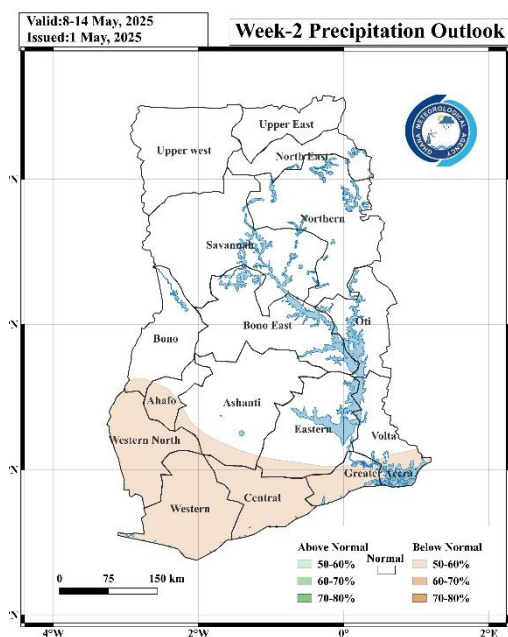 Valid:8-14 May, 2025
Issued:1 May, 2025
Week-2 Precipitation Outlook
GHANA METEOROLOGICAL AGENCY
Upper East
Upper west
North East
Northern
Savannah
Oti
Bono East
Bono
Ahafo
Ashanti
Eastern
Volta
Western North
Greater Accra
Central
Western
Above Normal
Normal
Below Normal
50-60%
50-60%
60-70%
60-70%
70-80%
70-80%
0 75 150 km
4°W 2°W 0° 2°E